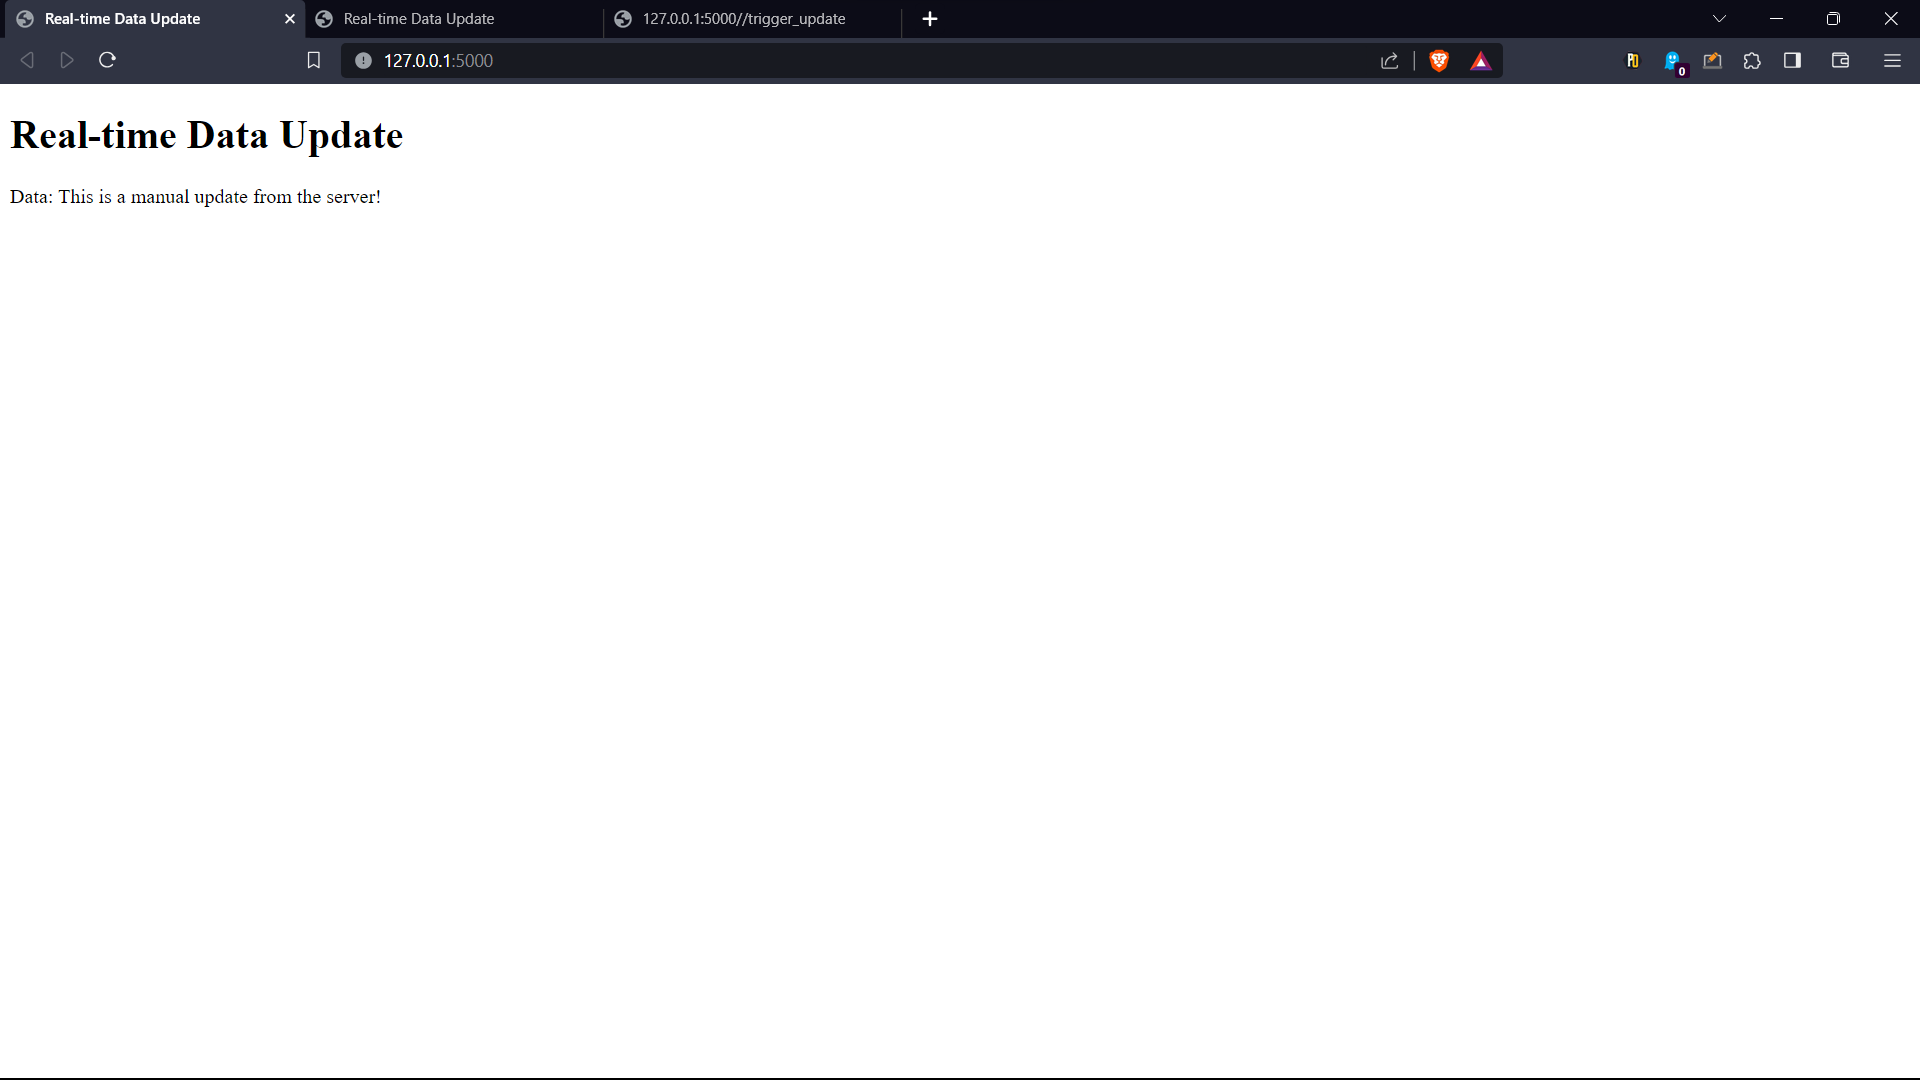 Real-time Data Update
Real-time Data Update
127.0.0.1:5000//trigger_update
127.0.0.1:5000
0
Real-time Data Update
Data: This is a manual update from the server!